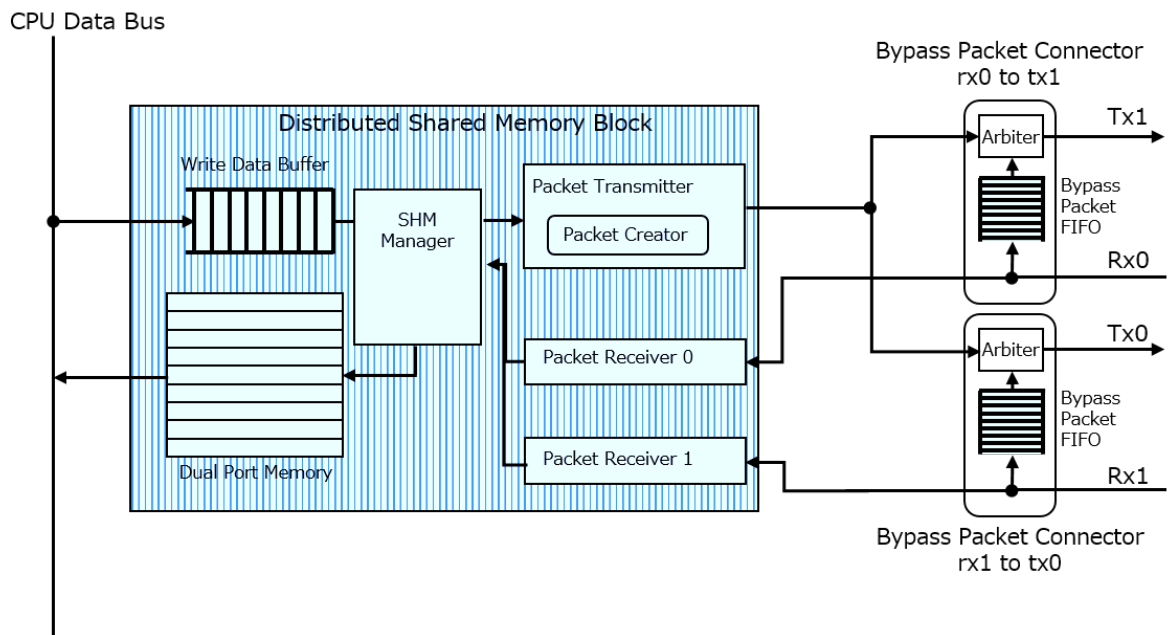 CPU Data Bus
Bypass Packet Connector
rx0 to tx1
Distributed Shared Memory Block
Write Data Buffer
SHM
Manager
Packet Transmitter
Packet Creator
Arbiter
Tx1
Bypass
Packet
FIFO
Rx0
Packet Receiver 0
Arbiter
Tx0
Bypass
Packet
FIFO
Packet Receiver 1
Rx1
Dual Port Memory
Bypass Packet Connector
rx1 to tx0